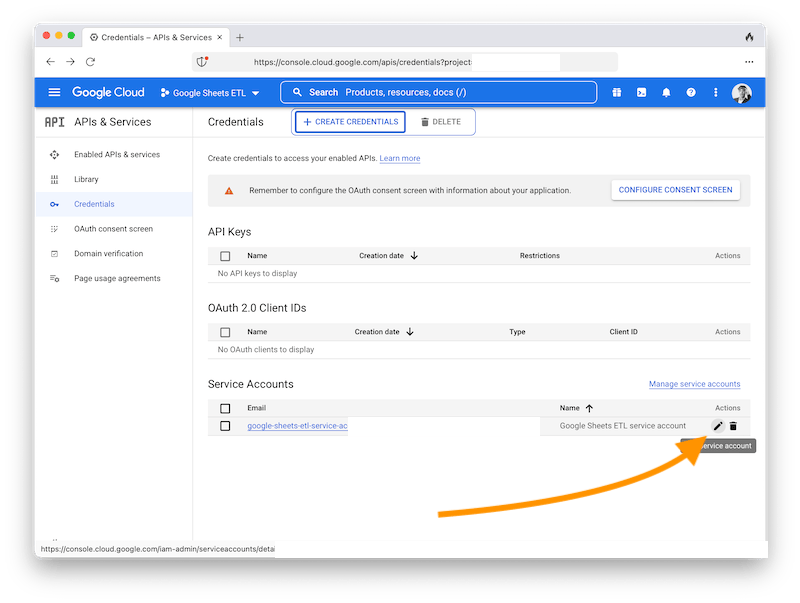 Credentials – APIs & Services
https://console.cloud.google.com/apis/credentials?project
Google Cloud
Google Sheets ETL
Search Products, resources, docs (/)
API APIs & Services
Credentials
CREATE CREDENTIALS
DELETE
Enabled APIs & services
Library
Credentials
OAuth consent screen
Domain verification
Page usage agreements
Create credentials to access your enabled APIs. Learn more
Remember to configure the OAuth consent screen with information about your application.
CONFIGURE CONSENT SCREEN
API Keys
Name Creation date Restrictions Actions
No API keys to display
OAuth 2.0 Client IDs
Name Creation date Type Client ID Actions
No OAuth clients to display
Service Accounts
Manage service accounts
Email Name Actions
google-sheets-etl-service-ac Google Sheets ETL service account
service account
https://console.cloud.google.com/iam-admin/serviceaccounts/detai